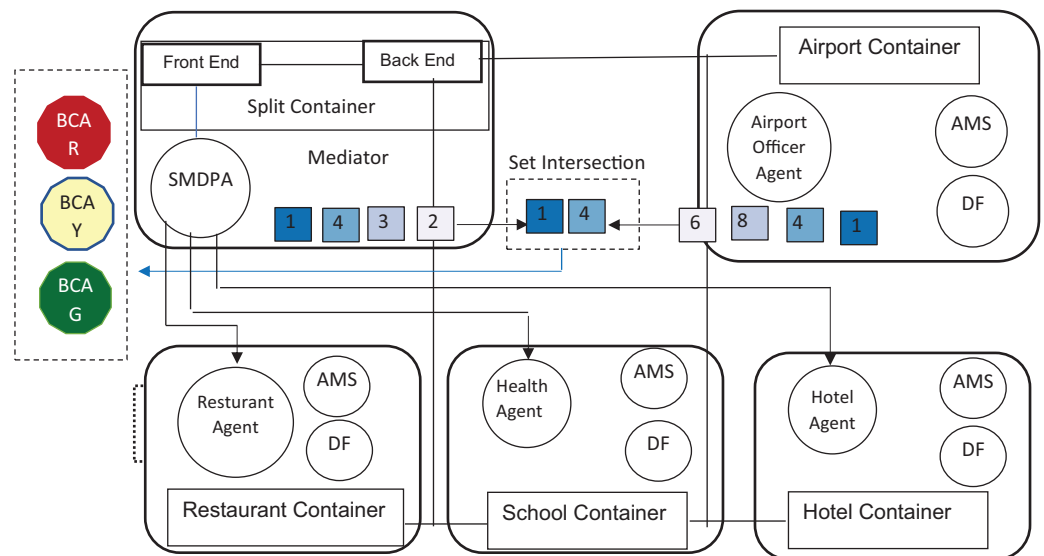 Front End
Back End
Split Container
Mediator
SMDPA
1
4
3
2
BCA
R
BCA
Y
BCA
G
Set Intersection
1
4
Airport Container
Airport
Officer
Agent
AMS
DF
6
8
4
1
Resturant
Agent
AMS
DF
Restaurant Container
Health
Agent
AMS
DF
School Container
Hotel
Agent
AMS
DF
Hotel Container